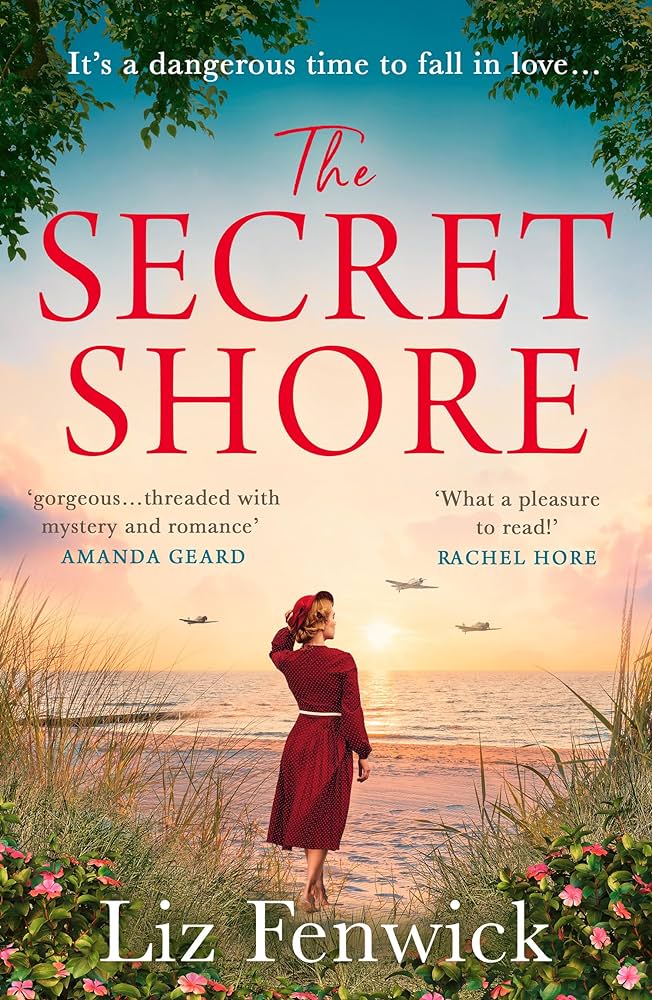 It's a dangerous time to fall in love…
The
SECRET
SHORE
‘gorgeous…threaded with
mystery and romance’
AMANDA GEARD
‘What a pleasure
to read!’
RACHEL HORE
Liz Fenwick